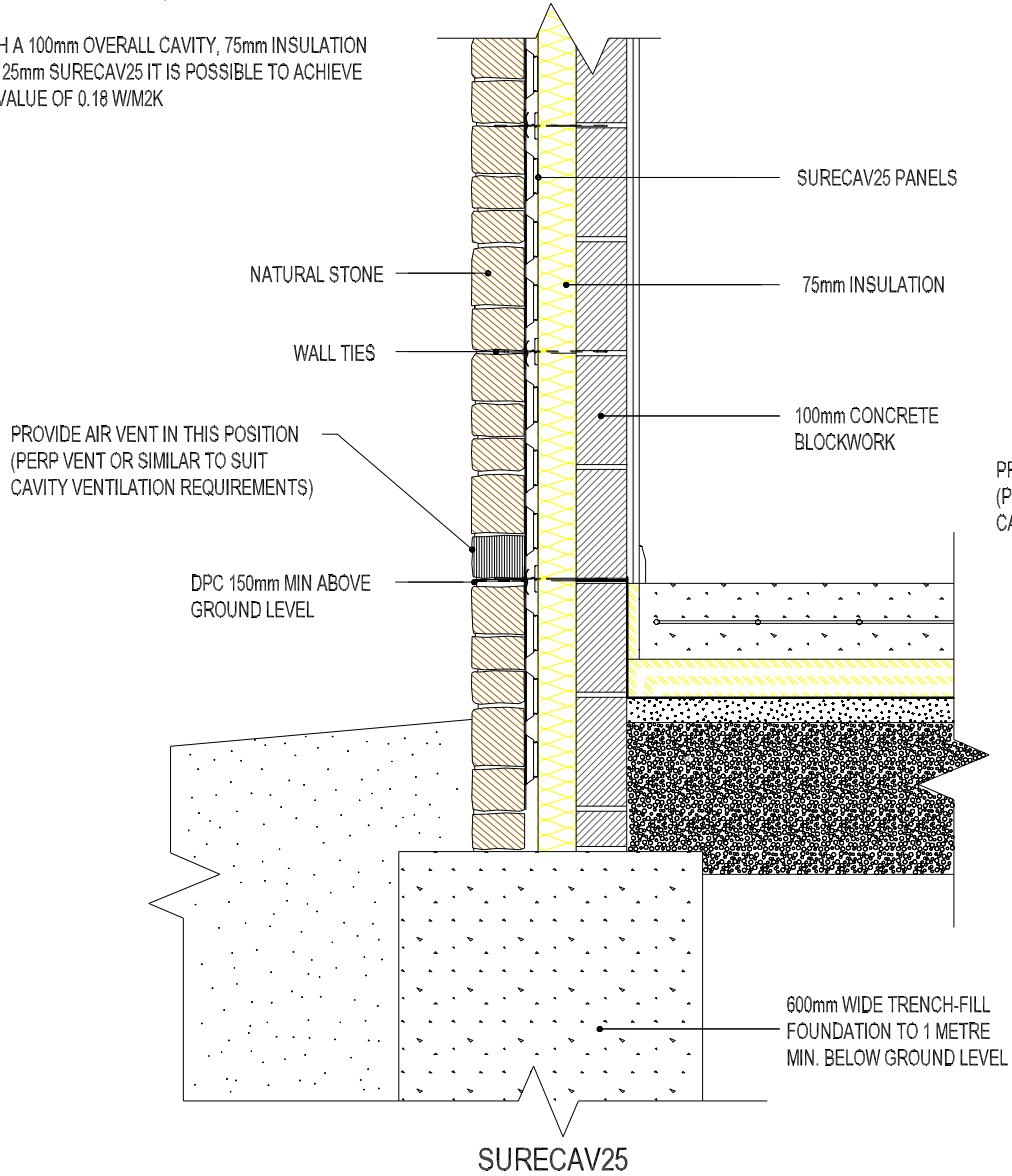 H A 100mm OVERALL CAVITY, 75mm INSULATION
25mm SURECAV25 IT IS POSSIBLE TO ACHIEVE
VALUE OF 0.18 W/M2K
SURECAV25 PANELS
NATURAL STONE
75mm INSULATION
WALL TIES
100mm CONCRETE
BLOCKWORK
PROVIDE AIR VENT IN THIS POSITION
(PERP VENT OR SIMILAR TO SUIT
CAVITY VENTILATION REQUIREMENTS)
PR
(P
CA
DPC 150mm MIN ABOVE
GROUND LEVEL
600mm WIDE TRENCH-FILL
FOUNDATION TO 1 METRE
MIN. BELOW GROUND LEVEL
SURECAV25